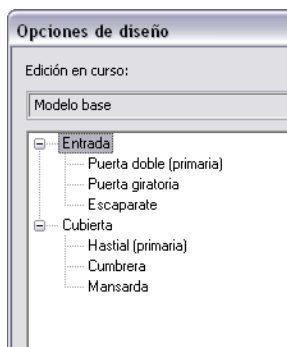 Opciones de diseño
Edición en curso:
Modelo base
Entrada
Puerta doble (primaria)
Puerta giratoria
Escaparate
Cubierta
Hastial (primaria)
Cumbrera
Mansarda